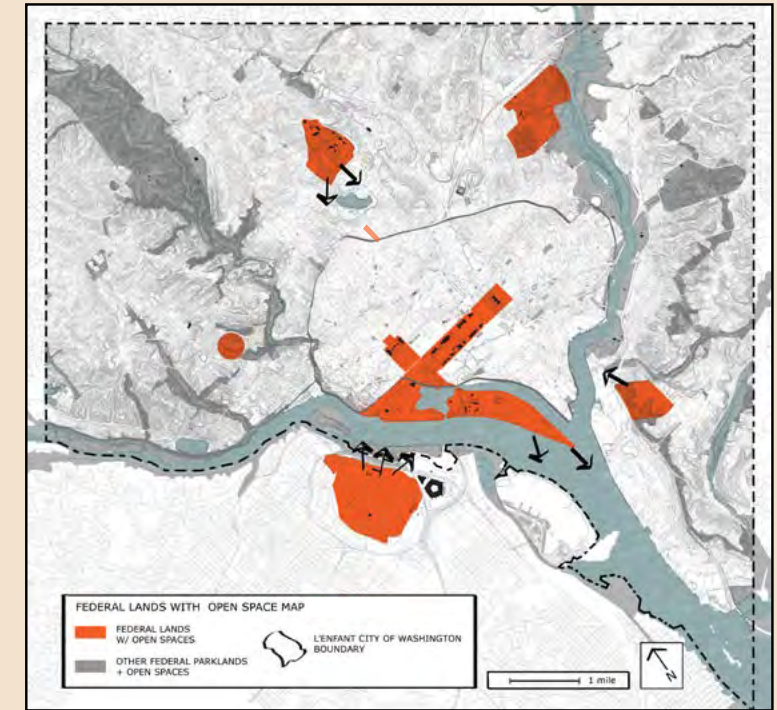 FEDERAL LANDS WITH OPEN SPACE MAP
FEDERAL LANDS
W/ OPEN SPACES
OTHER FEDERAL PARKLANDS
+ OPEN SPACES
L'ENFANT CITY OF WASHINGTON
BOUNDARY
1 mile
N